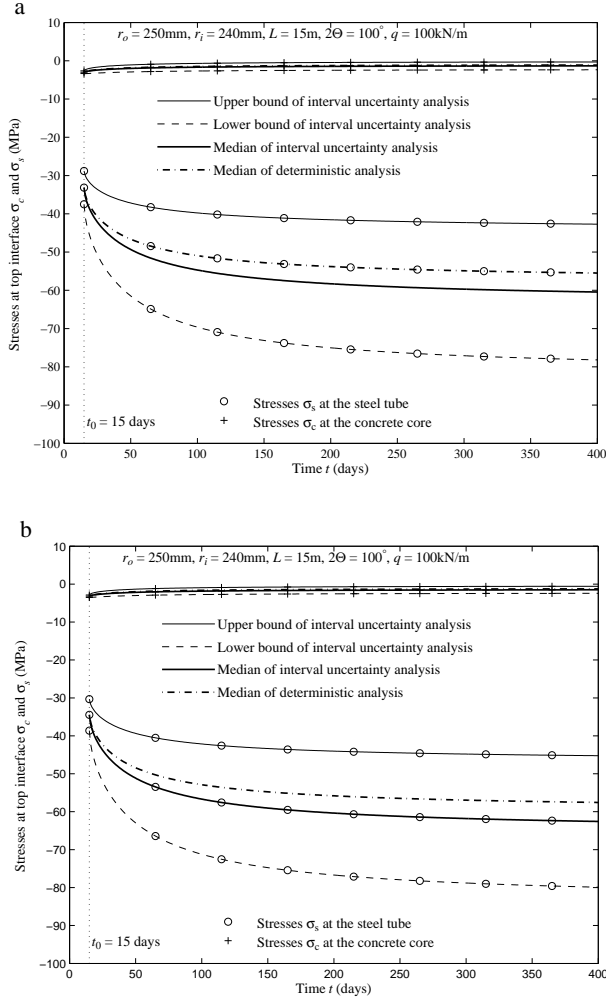 a
r_o = 250mm, r_i = 240mm, L = 15m, 2Θ = 100°, q = 100kN/m
10
0
−10
−20
−30
−40
−50
−60
−70
−80
−90
−100
Stresses at top interface σ_c and σ_s (MPa)
Upper bound of interval uncertainty analysis
Lower bound of interval uncertainty analysis
Median of interval uncertainty analysis
Median of deterministic analysis
Stresses σ_s at the steel tube
Stresses σ_c at the concrete core
t_0 = 15 days
0 50 100 150 200 250 300 350 400
Time t (days)
b
r_o = 250mm, r_i = 240mm, L = 15m, 2Θ = 100°, q = 100kN/m
10
0
−10
−20
−30
−40
−50
−60
−70
−80
−90
−100
Stresses at top interface σ_c and σ_s (MPa)
Upper bound of interval uncertainty analysis
Lower bound of interval uncertainty analysis
Median of interval uncertainty analysis
Median of deterministic analysis
Stresses σ_s at the steel tube
Stresses σ_c at the concrete core
t_0 = 15 days
0 50 100 150 200 250 300 350 400
Time t (days)